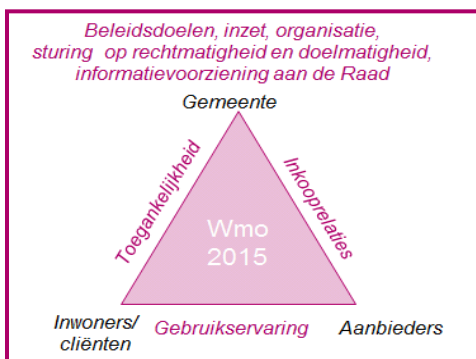 Beleidsdoelen, inzet, organisatie,
sturing op rechtmatigheid en doelmatigheid,
informatievoorziening aan de Raad
Gemeente
Toegankelijkheid
Inkooprelaties
Wmo
2015
Inwoners/
cliënten
Gebruikservaring
Aanbieders